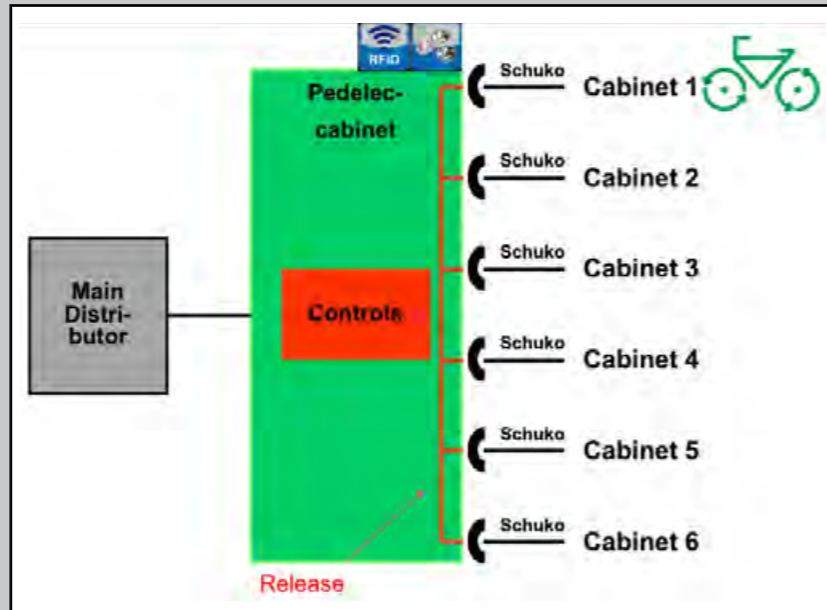 RFiD
Pedelec-
cabinet
Main
Distri-
butor
Controls
Schuko
Cabinet 1
Schuko
Cabinet 2
Schuko
Cabinet 3
Schuko
Cabinet 4
Schuko
Cabinet 5
Schuko
Cabinet 6
Release